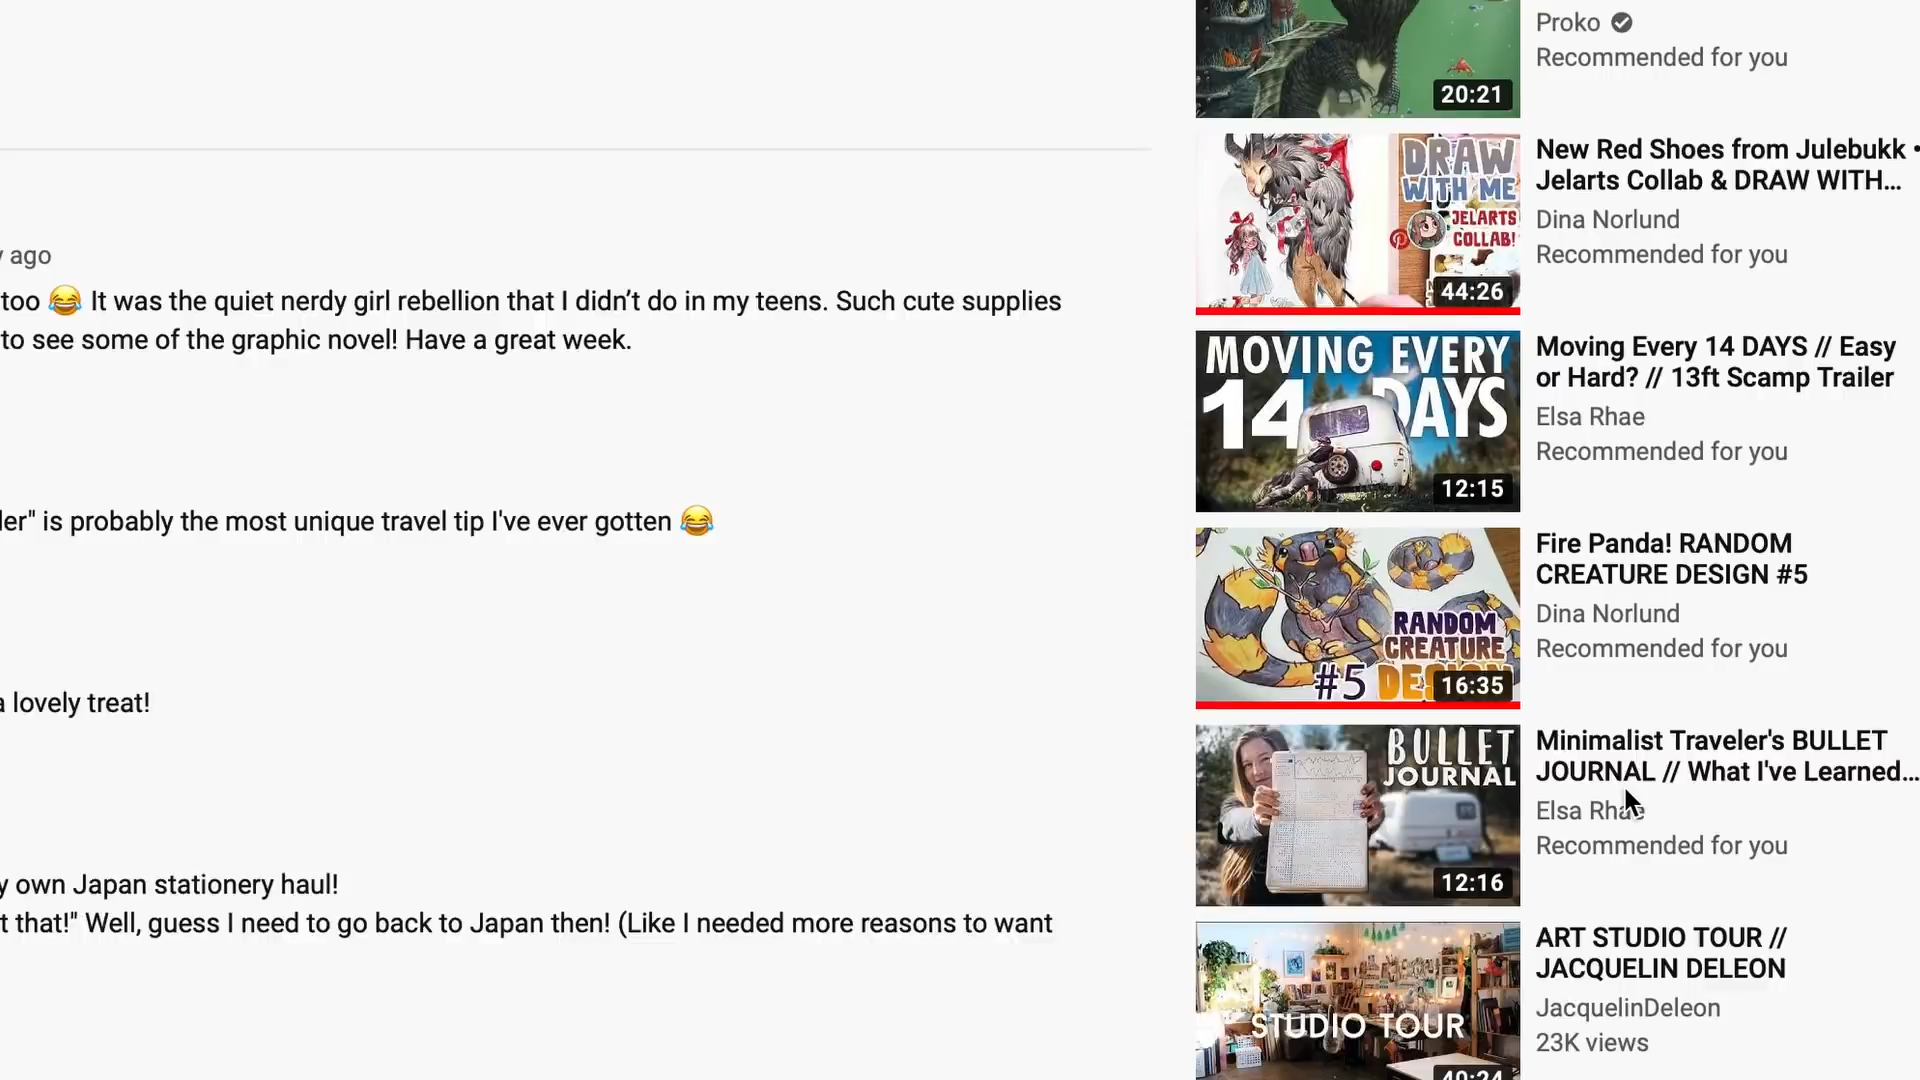 y ago
too 😂 It was the quiet nerdy girl rebellion that I didn’t do in my teens. Such cute supplies
to see some of the graphic novel! Have a great week.
ler" is probably the most unique travel tip I've ever gotten 😂
a lovely treat!
y own Japan stationery haul!
t that!" Well, guess I need to go back to Japan then! (Like I needed more reasons to want
20:21
Proko
Recommended for you
DRAW
WITH ME
JELARTS
COLLAB!
44:26
New Red Shoes from Julebukk •
Jelarts Collab & DRAW WITH...
Dina Norlund
Recommended for you
MOVING EVERY
14 DAYS
12:15
Moving Every 14 DAYS // Easy
or Hard? // 13ft Scamp Trailer
Elsa Rhae
Recommended for you
RANDOM
CREATURE
#5 DE
16:35
Fire Panda! RANDOM
CREATURE DESIGN #5
Dina Norlund
Recommended for you
BULLET
JOURNAL
12:16
Minimalist Traveler's BULLET
JOURNAL // What I've Learned...
Elsa Rhae
Recommended for you
STUDIO TOUR
40:24
ART STUDIO TOUR //
JACQUELIN DELEON
JacquelinDeleon
23K views